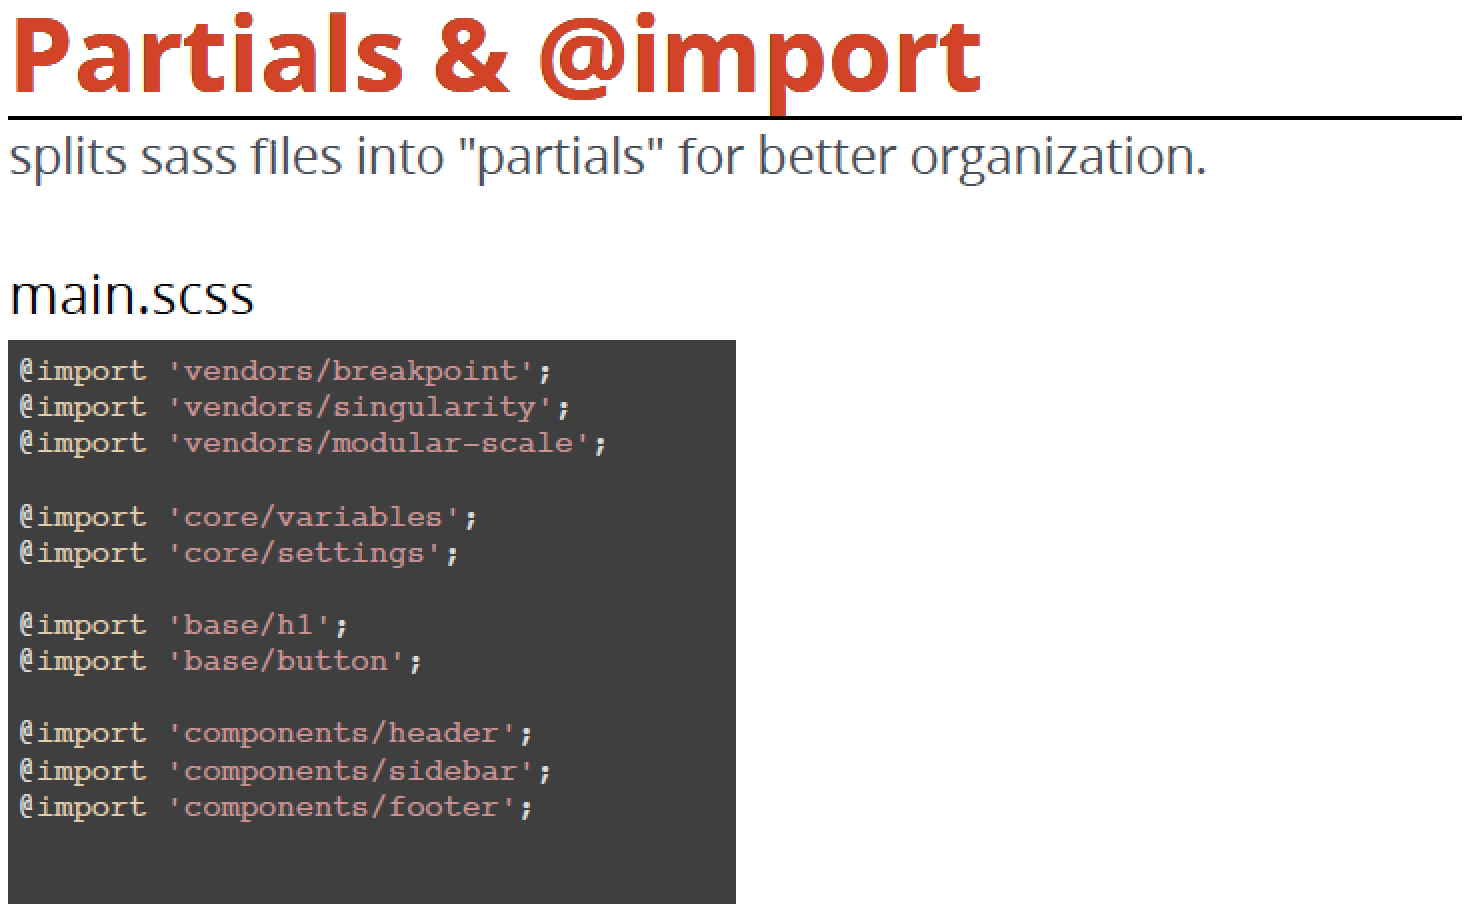 Partials & @import
splits sass files into "partials" for better organization.
main.scss
@import 'vendors/breakpoint';
@import 'vendors/singularity';
@import 'vendors/modular-scale';
@import 'core/variables';
@import 'core/settings';
@import 'base/h1';
@import 'base/button';
@import 'components/header';
@import 'components/sidebar';
@import 'components/footer';